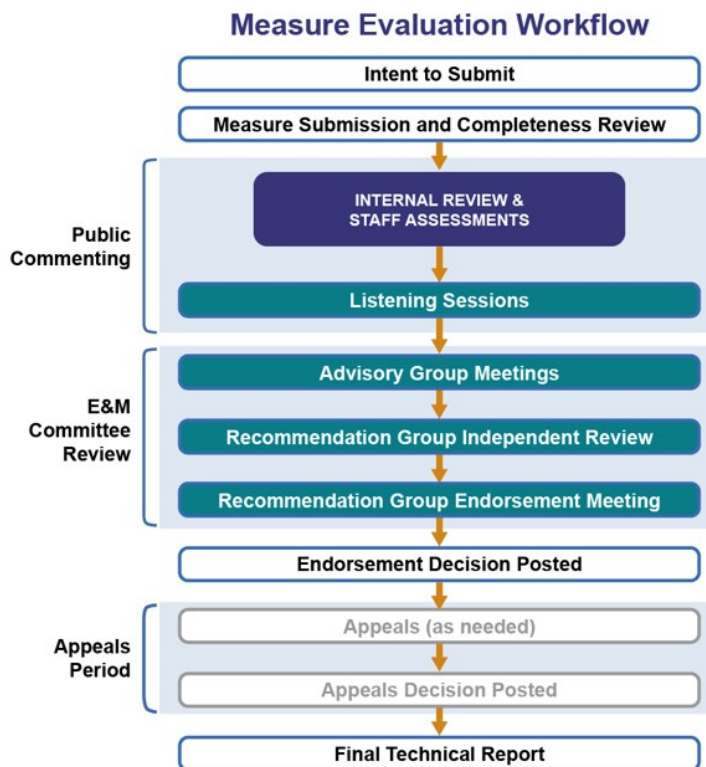 Measure Evaluation Workflow
Intent to Submit
Measure Submission and Completeness Review
Public
Commenting
INTERNAL REVIEW &
STAFF ASSESSMENTS
Listening Sessions
E&M
Committee
Review
Advisory Group Meetings
Recommendation Group Independent Review
Recommendation Group Endorsement Meeting
Endorsement Decision Posted
Appeals
Period
Appeals (as needed)
Appeals Decision Posted
Final Technical Report